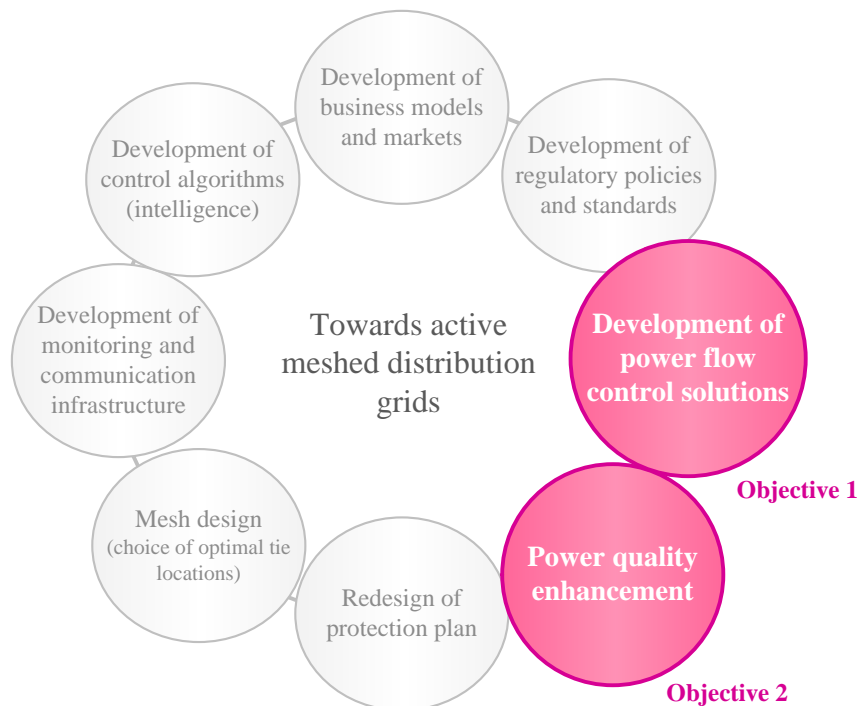 Development of
business models
and markets
Development of
regulatory policies
and standards
Development of
power flow
control solutions
Objective 1
Power quality
enhancement
Objective 2
Redesign of
protection plan
Mesh design
(choice of optimal tie
locations)
Development of
monitoring and
communication
infrastructure
Development of
control algorithms
(intelligence)
Towards active
meshed distribution
grids